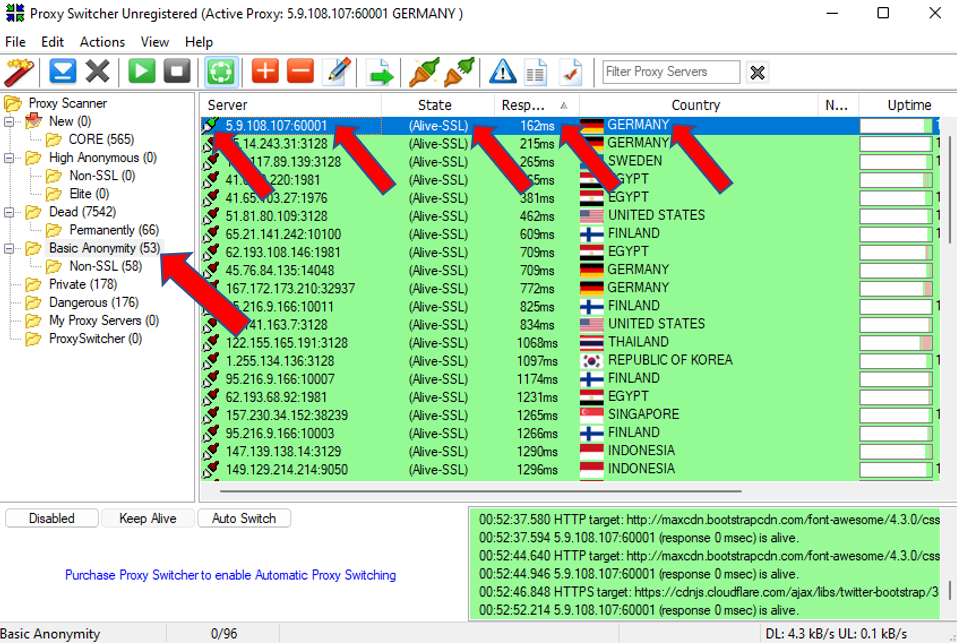 Proxy Switcher Unregistered (Active Proxy: 5.9.108.107:60001 GERMANY )
File Edit Actions View Help
Filter Proxy Servers
Proxy Scanner
New (0)
CORE (565)
High Anonymous (0)
Non-SSL (0)
Elite (0)
Dead (7542)
Permanently (66)
Basic Anonymity (53)
Non-SSL (58)
Private (178)
Dangerous (176)
My Proxy Servers (0)
ProxySwitcher (0)
Server State Resp... Country N... Uptime
5.9.108.107:60001 (Alive-SSL) 162ms GERMANY
.14.243.31:3128 (Alive-SSL) 215ms GERMANY
.117.89.139:3128 (Alive-SSL) 265ms SWEDEN
.220:1981 (Alive-SSL) EGYPT
41.65.103.27:1976 (Alive-SSL) 381ms EGYPT
51.81.80.109:3128 (Alive-SSL) 462ms UNITED STATES
65.21.141.242:10100 (Alive-SSL) 609ms FINLAND
62.193.108.146:1981 (Alive-SSL) 709ms EGYPT
45.76.84.135:14048 (Alive-SSL) 709ms GERMANY
167.172.173.210:32937 (Alive-SSL) 772ms GERMANY
.216.9.166:10011 (Alive-SSL) 825ms FINLAND
.141.163.7:3128 (Alive-SSL) 834ms UNITED STATES
122.155.165.191:3128 (Alive-SSL) 1068ms THAILAND
1.255.134.136:3128 (Alive-SSL) 1097ms REPUBLIC OF KOREA
95.216.9.166:10007 (Alive-SSL) 1174ms FINLAND
62.193.68.92:1981 (Alive-SSL) 1231ms EGYPT
157.230.34.152:38239 (Alive-SSL) 1265ms SINGAPORE
95.216.9.166:10003 (Alive-SSL) 1266ms FINLAND
147.139.138.14:3129 (Alive-SSL) 1290ms INDONESIA
149.129.214.214:9050 (Alive-SSL) 1296ms INDONESIA
Disabled Keep Alive Auto Switch
Purchase Proxy Switcher to enable Automatic Proxy Switching
00:52:37.580 HTTP target: http://maxcdn.bootstrapcdn.com/font-awesome/4.3.0/css
00:52:37.594 5.9.108.107:60001 (response 0 msec) is alive.
00:52:44.640 HTTP target: http://maxcdn.bootstrapcdn.com/font-awesome/4.3.0/css
00:52:44.946 5.9.108.107:60001 (response 0 msec) is alive.
00:52:46.848 HTTPS target: https://cdnjs.cloudflare.com/ajax/libs/twitter-bootstrap/3
00:52:52.214 5.9.108.107:60001 (response 0 msec) is alive.
Basic Anonymity 0/96 DL: 4.3 kB/s UL: 0.1 kB/s